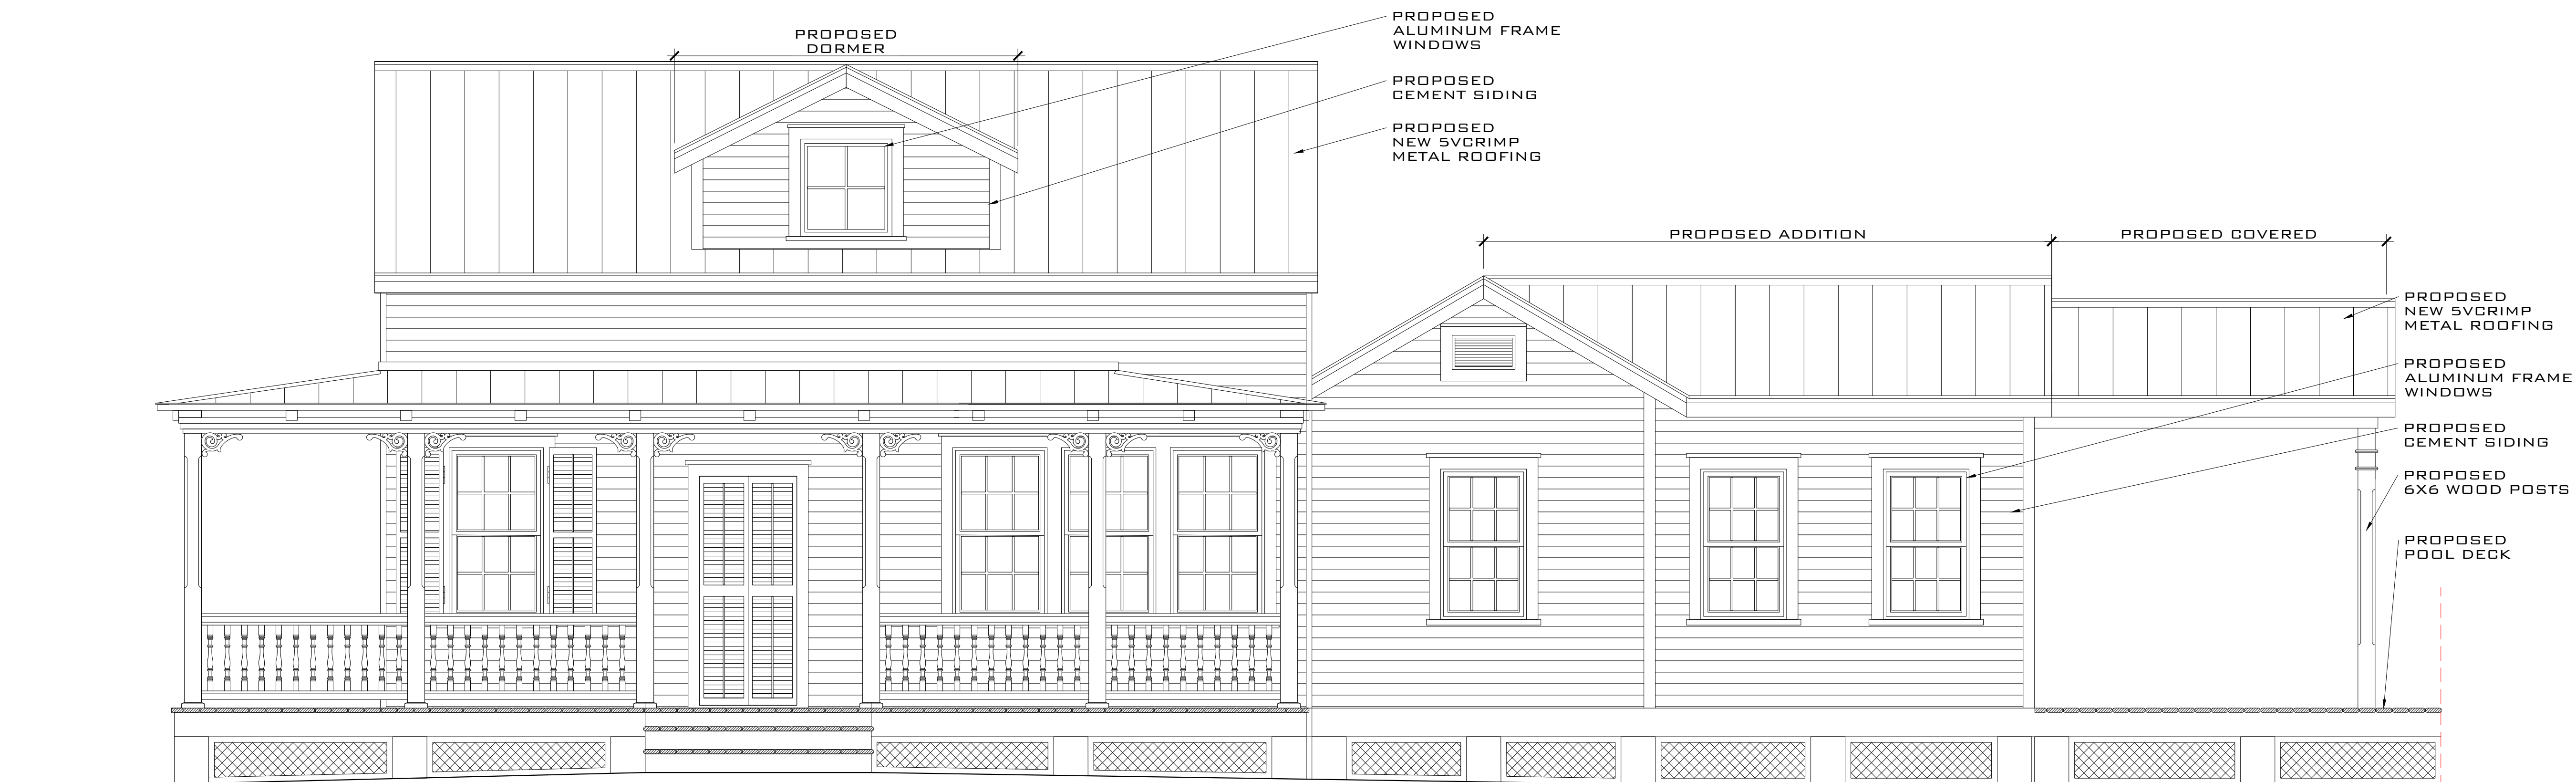 PROPOSED
DORMER
PROPOSED
ALUMINUM FRAME
WINDOWS
PROPOSED
CEMENT SIDING
PROPOSED
NEW 5VCRIMP
METAL ROOFING
PROPOSED ADDITION
PROPOSED COVERED
PROPOSED
NEW 5VCRIMP
METAL ROOFING
PROPOSED
ALUMINUM FRAME
WINDOWS
PROPOSED
CEMENT SIDING
PROPOSED
6X6 WOOD POSTS
PROPOSED
POOL DECK